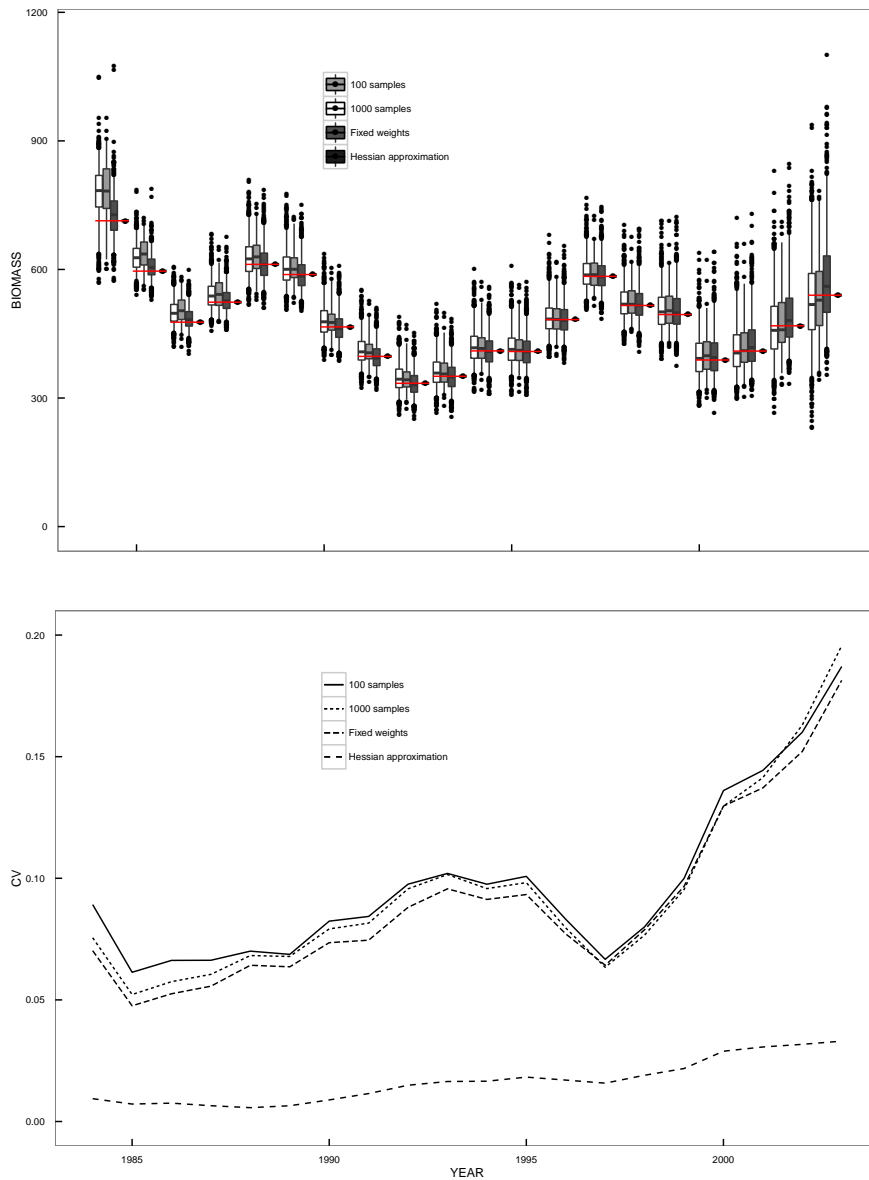 1200
900
600
300
0
BIOMASS
100 samples
1000 samples
Fixed weights
Hessian approximation
0.20
0.15
0.10
0.05
0.00
CV
100 samples
1000 samples
Fixed weights
Hessian approximation
1985
1990
1995
2000
YEAR